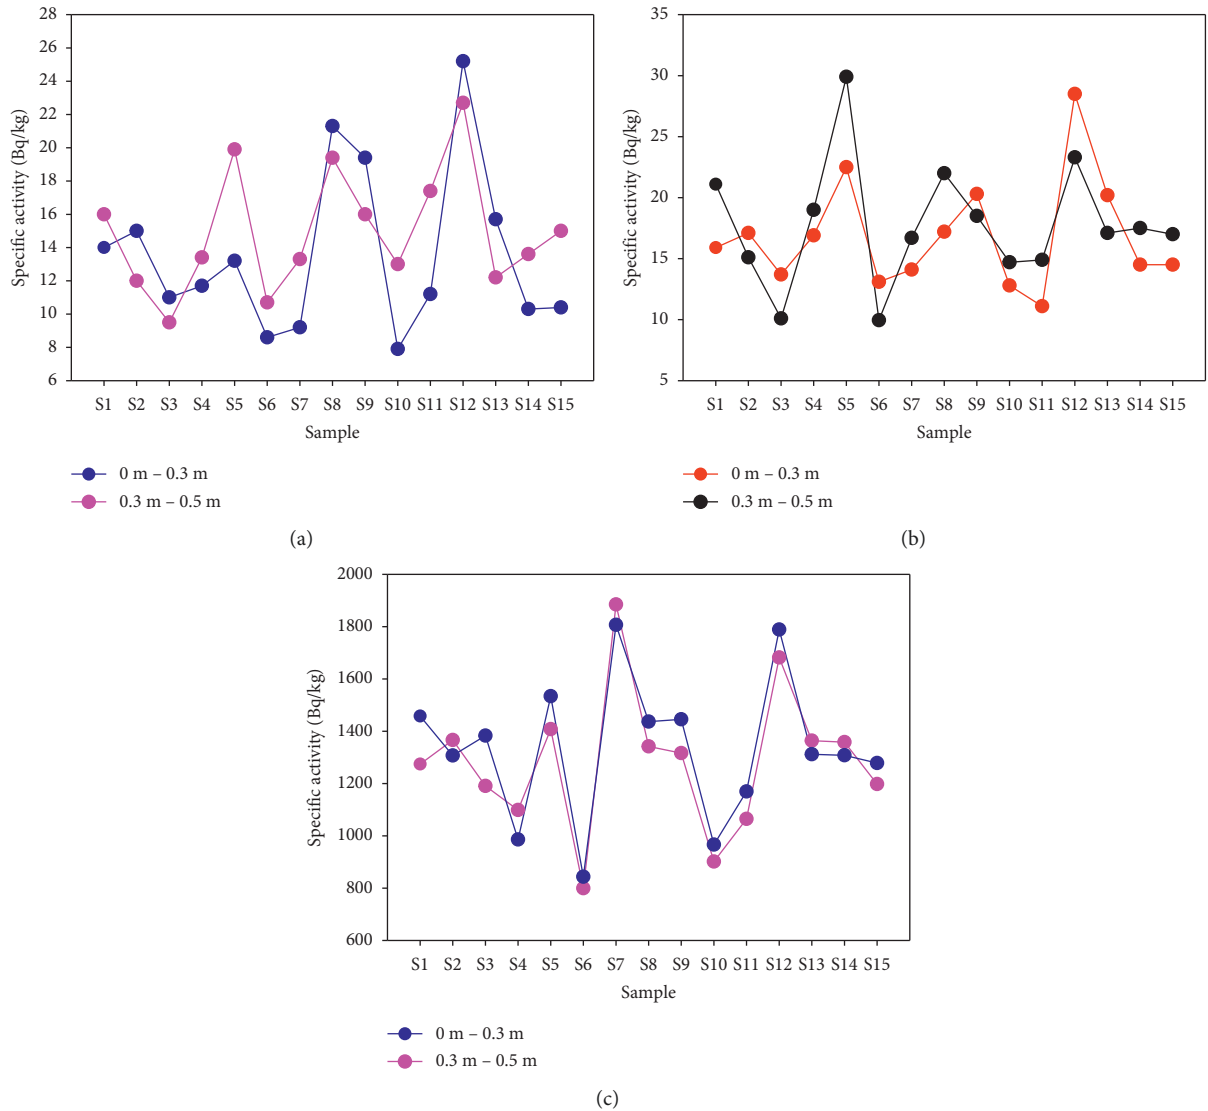 28
26
24
22
20
18
16
14
12
10
8
6
Specific activity (Bq/kg)
S1 S2 S3 S4 S5 S6 S7 S8 S9 S10 S11 S12 S13 S14 S15
Sample
0 m – 0.3 m
0.3 m – 0.5 m
(a)
35
30
25
20
15
10
5
Specific activity (Bq/kg)
S1 S2 S3 S4 S5 S6 S7 S8 S9 S10 S11 S12 S13 S14 S15
Sample
0 m – 0.3 m
0.3 m – 0.5 m
(b)
2000
1800
1600
1400
1200
1000
800
600
Specific activity (Bq/kg)
S1 S2 S3 S4 S5 S6 S7 S8 S9 S10 S11 S12 S13 S14 S15
Sample
0 m – 0.3 m
0.3 m – 0.5 m
(c)